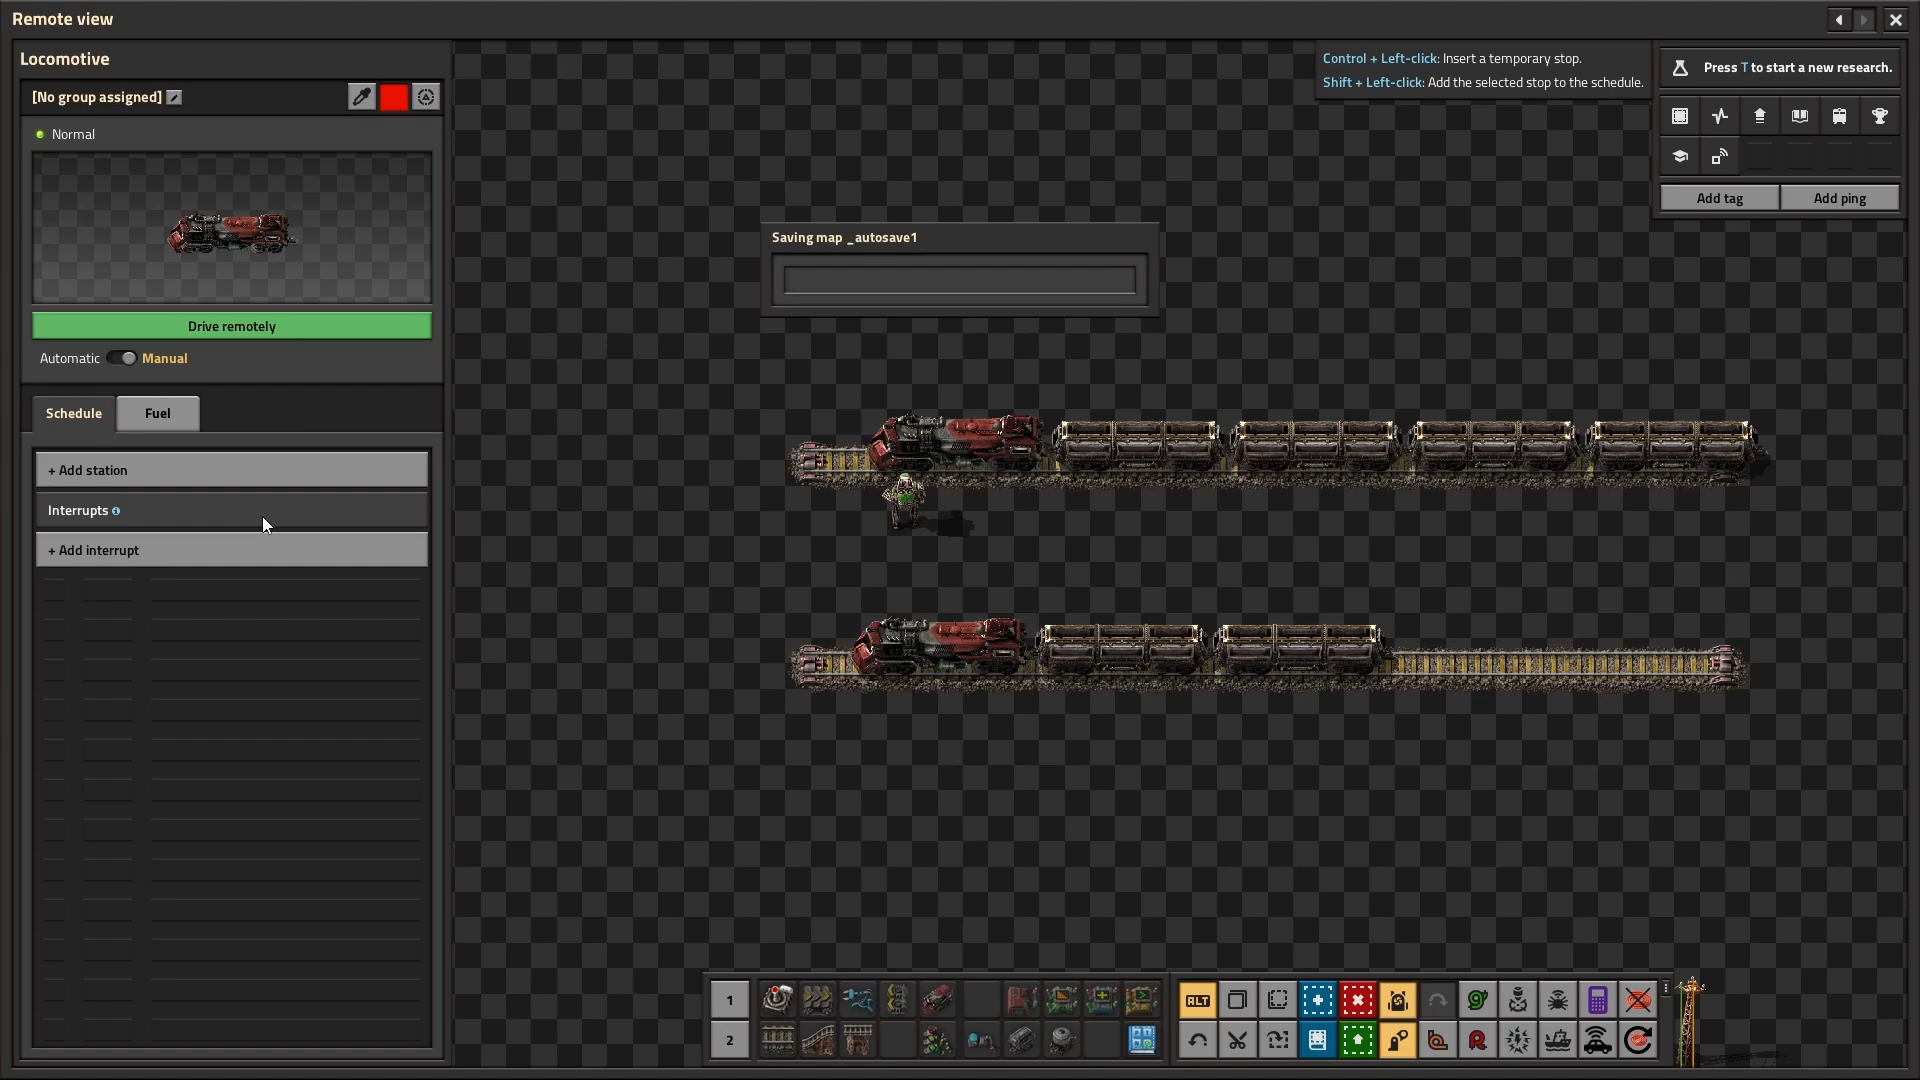 Remote view
Locomotive
[No group assigned]
Normal
Drive remotely
Automatic Manual
Schedule Fuel
+ Add station
Interrupts
+ Add interrupt
Saving map _autosave1
Control + Left-click: Insert a temporary stop.
Shift + Left-click: Add the selected stop to the schedule.
Press T to start a new research.
Add tag Add ping
1
2
ALT